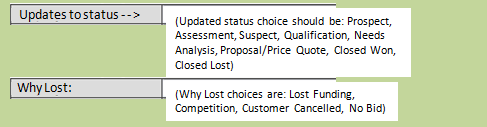 Updates to status -->
(Updated status choice should be: Prospect,
Assessment, Suspect, Qualification, Needs
Analysis, Proposal/Price Quote, Closed Won,
Closed Lost)
Why Lost:
(Why Lost choices are: Lost Funding,
Competition, Customer Cancelled, No Bid)